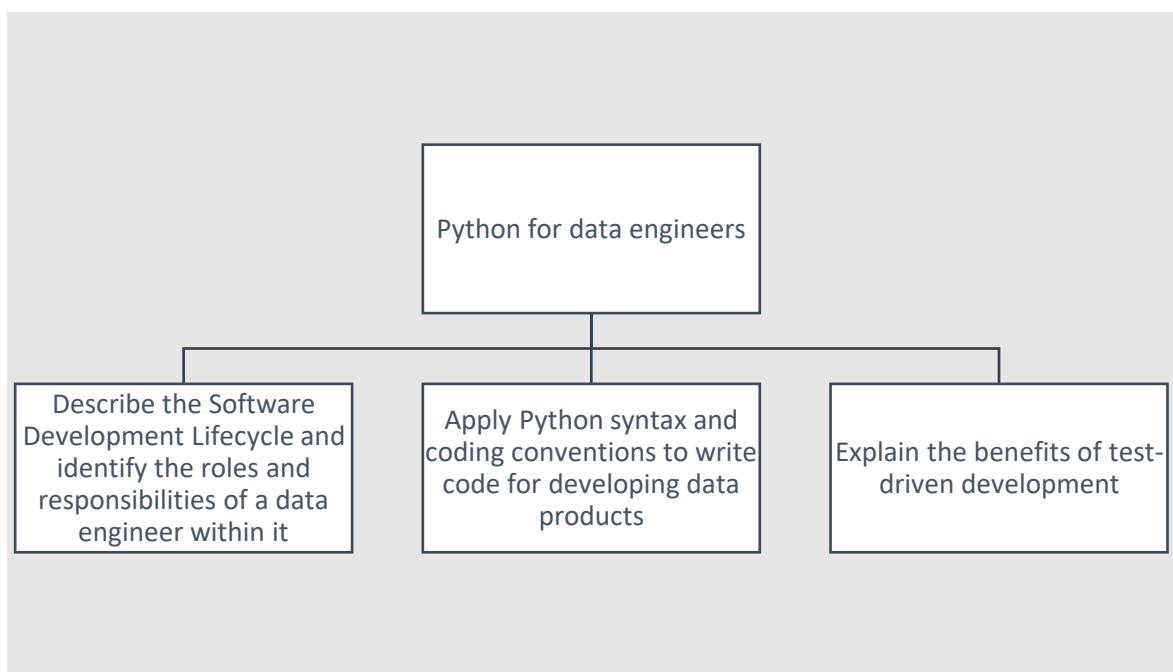 Python for data engineers
Describe the Software
Development Lifecycle and
identify the roles and
responsibilities of a data
engineer within it
Apply Python syntax and
coding conventions to write
code for developing data
products
Explain the benefits of test-
driven development